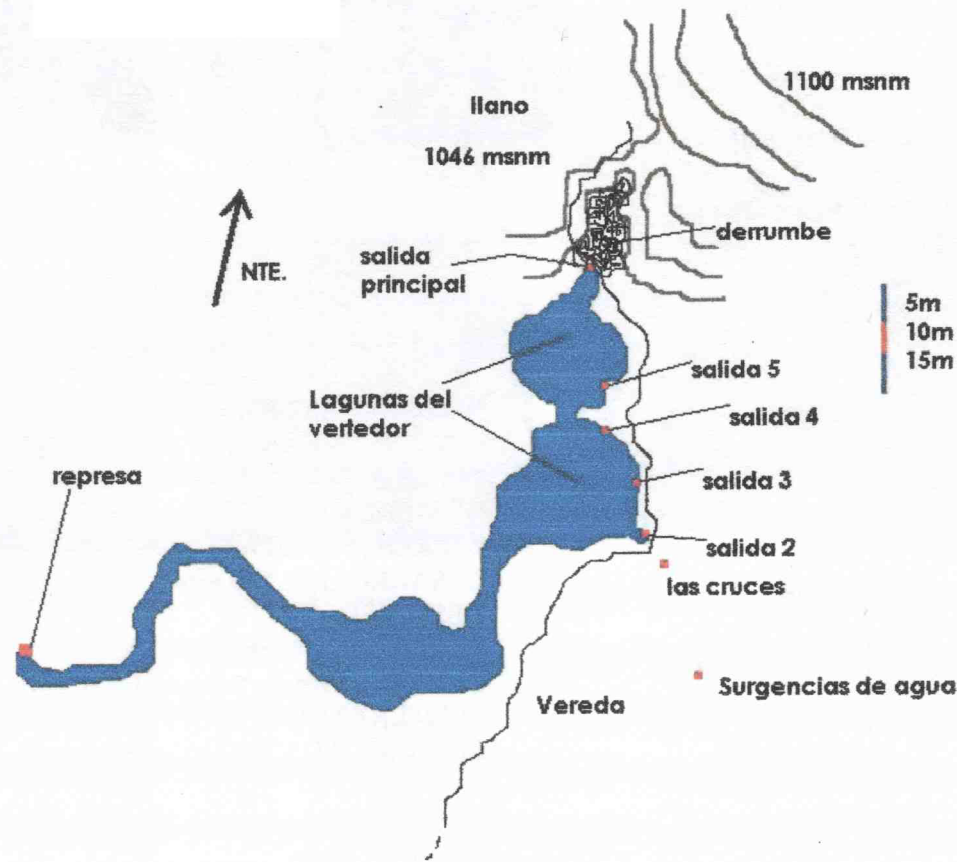 1100 msnm
llano
1046 msnm
derrumbe
salida
principal
NTE.
5m
10m
15m
salida 5
Lagunas del
vertedor
salida 4
represa
salida 3
salida 2
las cruces
Surgencias de agua
Vereda